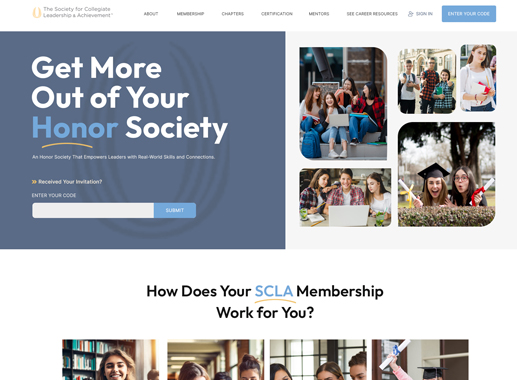 The Society for Collegiate
Leadership & Achievement
ABOUT
MEMBERSHIP
CHAPTERS
CERTIFICATION
MENTORS
SEE CAREER RESOURCES
SIGN IN
ENTER YOUR CODE
Get More
Out of Your
Honor Society
An Honor Society That Empowers Leaders with Real-World Skills and Connections.
Received Your Invitation?
ENTER YOUR CODE
SUBMIT
How Does Your SCLA Membership
Work for You?